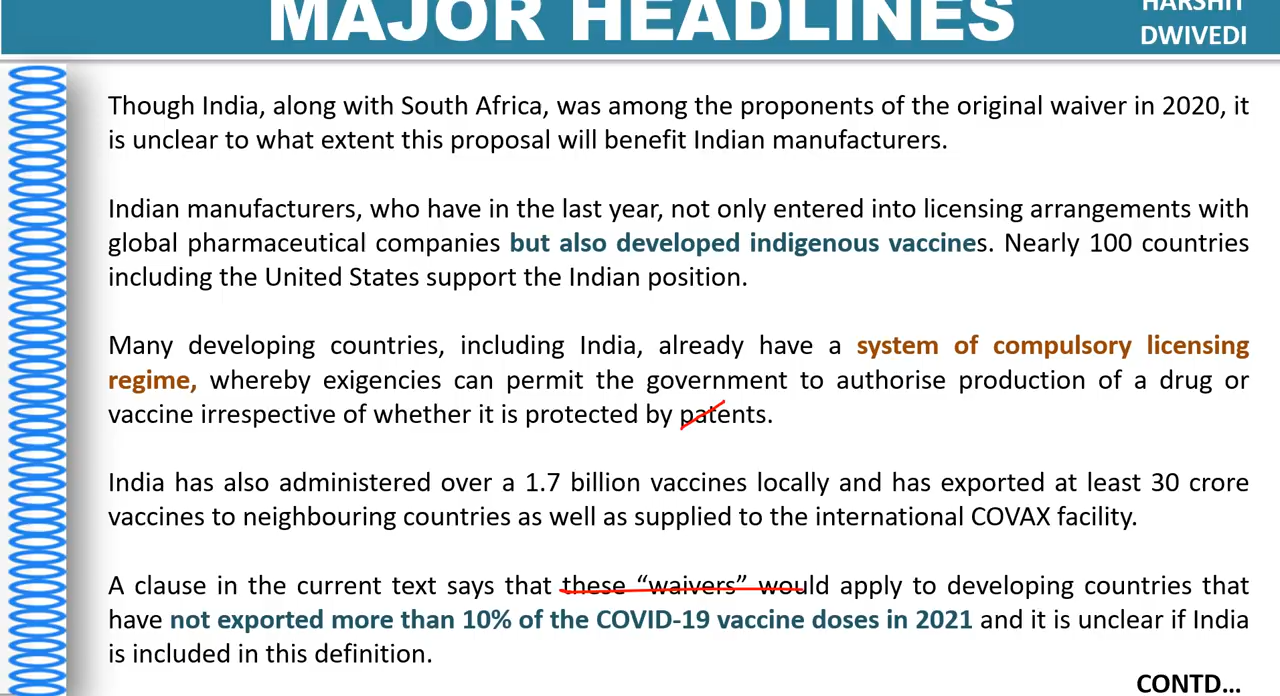 MAJOR HEADLINES
HARSHIT
DWIVEDI
Though India, along with South Africa, was among the proponents of the original waiver in 2020, it
is unclear to what extent this proposal will benefit Indian manufacturers.
Indian manufacturers, who have in the last year, not only entered into licensing arrangements with
global pharmaceutical companies but also developed indigenous vaccines. Nearly 100 countries
including the United States support the Indian position.
Many developing countries, including India, already have a system of compulsory licensing
regime, whereby exigencies can permit the government to authorise production of a drug or
vaccine irrespective of whether it is protected by patents.
India has also administered over a 1.7 billion vaccines locally and has exported at least 30 crore
vaccines to neighbouring countries as well as supplied to the international COVAX facility.
A clause in the current text says that these “waivers” would apply to developing countries that
have not exported more than 10% of the COVID-19 vaccine doses in 2021 and it is unclear if India
is included in this definition.
CONTD...